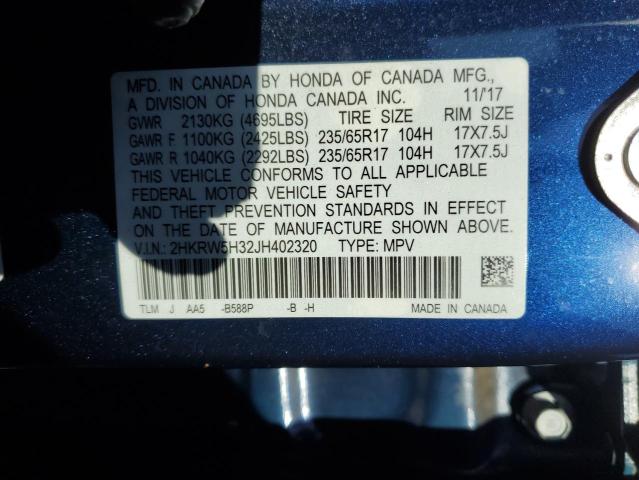 MFD. IN CANADA BY HONDA OF CANADA MFG.,
A DIVISION OF HONDA CANADA INC. 11/'17
GVWR 2130KG (4695LBS) TIRE SIZE RIM SIZE
GAWR F 1100KG (2425LBS) 235/65R17 104H 17X7.5J
GAWR R 1040KG (2292LBS) 235/65R17 104H 17X7.5J
THIS VEHICLE CONFORMS TO ALL APPLICABLE
FEDERAL MOTOR VEHICLE SAFETY
AND THEFT PREVENTION STANDARDS IN EFFECT
ON THE DATE OF MANUFACTURE SHOWN ABOVE.
V.I.N.: 2HKRW5H32JH402320 TYPE: MPV
TLM J AA5 -B588P -B -H MADE IN CANADA